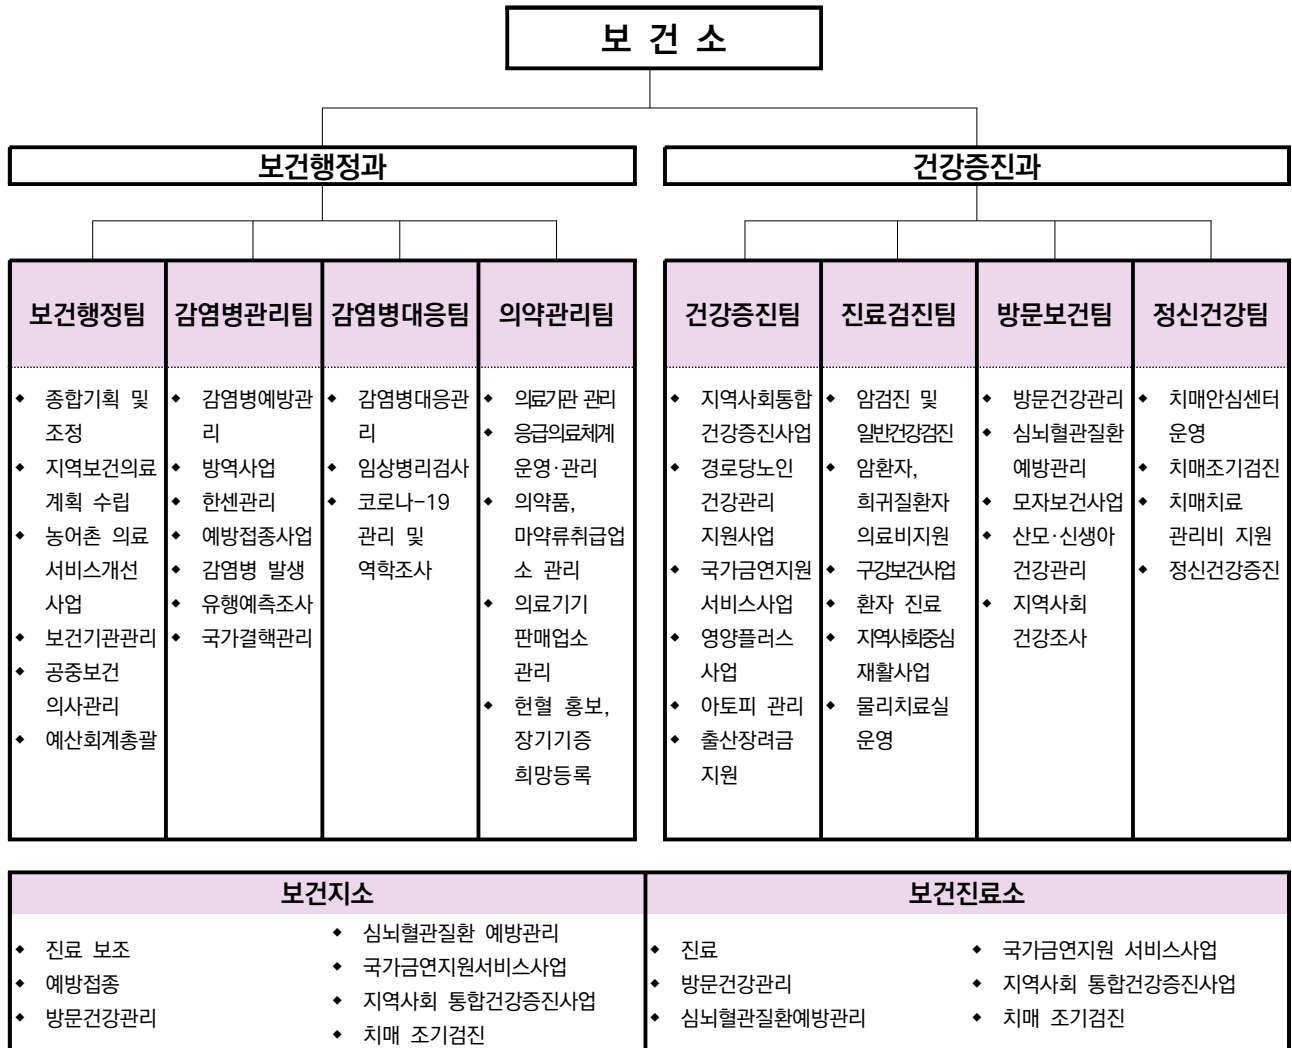 보 건 소
보건행정과
건강증진과
보건행정팀
감염병관리팀
감염병대응팀
의약관리팀
건강증진팀
진료검진팀
방문보건팀
정신건강팀
◆ 종합기획 및
조정
◆ 지역보건의료
계획 수립
◆ 농어촌 의료
서비스개선
사업
◆ 보건기관관리
◆ 공중보건
의사관리
◆ 예산회계총괄
◆ 감염병예방관
리
◆ 방역사업
◆ 한센관리
◆ 예방접종사업
◆ 감염병 발생
◆ 유행예측조사
◆ 국가결핵관리
◆ 감염병대응관
리
◆ 임상병리검사
◆ 코로나-19
관리 및
역학조사
◆ 의료기관 관리
◆ 응급의료체계
운영·관리
◆ 의약품,
마약류취급업
소 관리
◆ 의료기기
판매업소
관리
◆ 헌혈 홍보,
장기기증
희망등록
◆ 지역사회통합
건강증진사업
◆ 경로당노인
건강관리
지원사업
◆ 국가금연지원
서비스사업
◆ 영양플러스
사업
◆ 아토피 관리
◆ 출산장려금
지원
◆ 암검진 및
일반건강검진
◆ 암환자,
희귀질환자
의료비지원
◆ 구강보건사업
◆ 환자 진료
◆ 지역사회중심
재활사업
◆ 물리치료실
운영
◆ 방문건강관리
◆ 심뇌혈관질환
예방관리
◆ 모자보건사업
◆ 산모·신생아
건강관리
◆ 지역사회
건강조사
◆ 치매안심센터
운영
◆ 치매조기검진
◆ 치매치료
관리비 지원
◆ 정신건강증진
보건지소
◆ 진료 보조
◆ 예방접종
◆ 방문건강관리
◆ 심뇌혈관질환 예방관리
◆ 국가금연지원서비스사업
◆ 지역사회 통합건강증진사업
◆ 치매 조기검진
보건진료소
◆ 진료
◆ 방문건강관리
◆ 심뇌혈관질환예방관리
◆ 국가금연지원 서비스사업
◆ 지역사회 통합건강증진사업
◆ 치매 조기검진